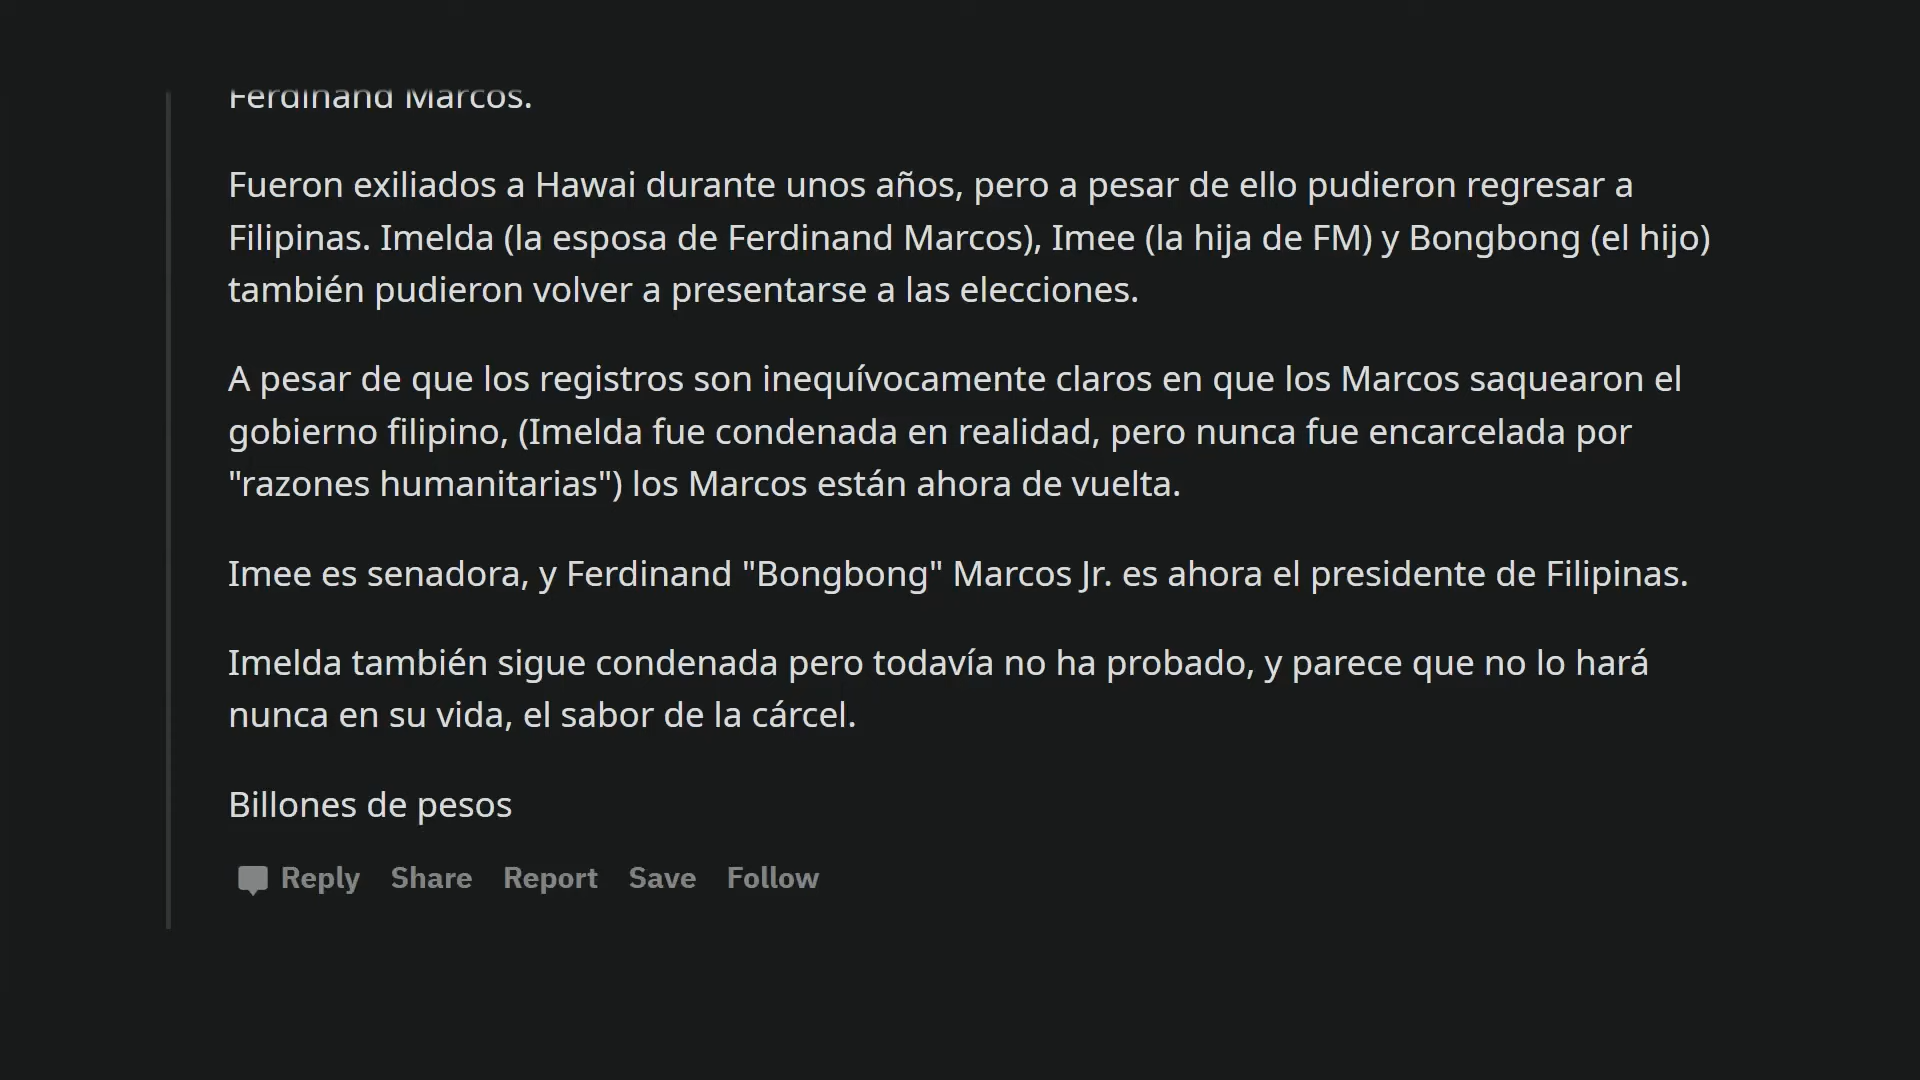 Ferdinand Marcos.
Fueron exiliados a Hawai durante unos años, pero a pesar de ello pudieron regresar a
Filipinas. Imelda (la esposa de Ferdinand Marcos), Imee (la hija de FM) y Bongbong (el hijo)
también pudieron volver a presentarse a las elecciones.
A pesar de que los registros son inequívocamente claros en que los Marcos saquearon el
gobierno filipino, (Imelda fue condenada en realidad, pero nunca fue encarcelada por
"razones humanitarias") los Marcos están ahora de vuelta.
Imee es senadora, y Ferdinand "Bongbong" Marcos Jr. es ahora el presidente de Filipinas.
Imelda también sigue condenada pero todavía no ha probado, y parece que no lo hará
nunca en su vida, el sabor de la cárcel.
Billones de pesos
Reply Share Report Save Follow